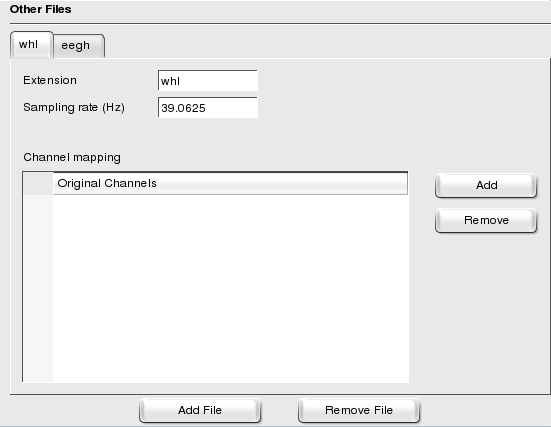 Other Files
whl eegh
Extension whl
Sampling rate (Hz) 39.0625
Channel mapping
Original Channels
Add
Remove
Add File Remove File